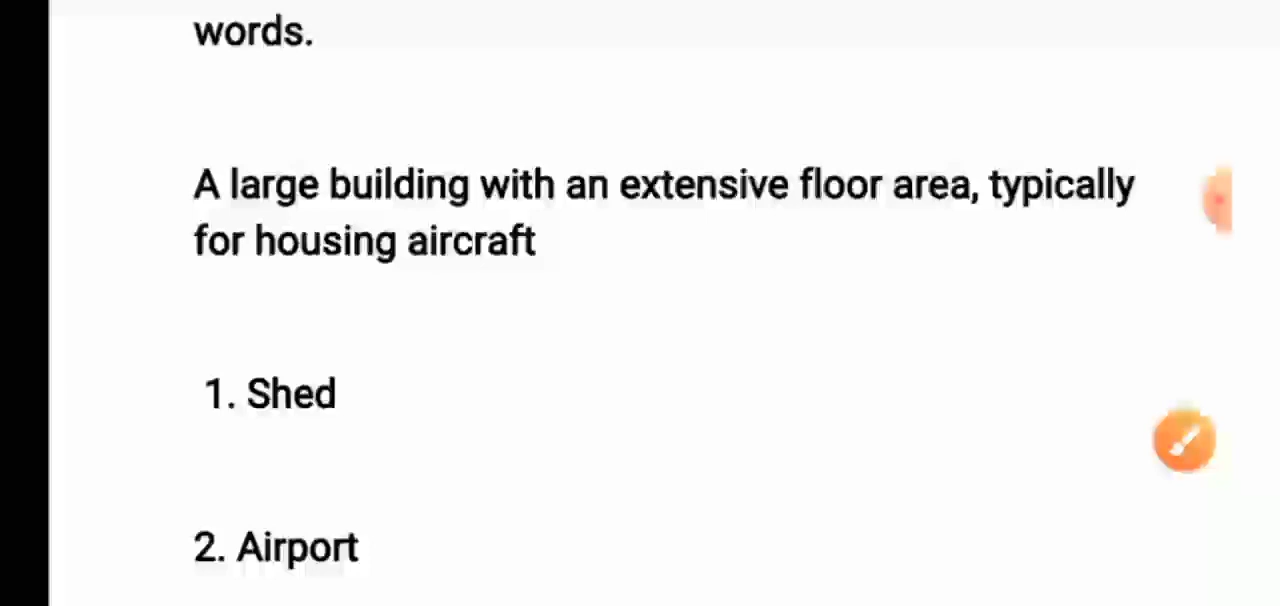 words.
A large building with an extensive floor area, typically
for housing aircraft
1. Shed
2. Airport